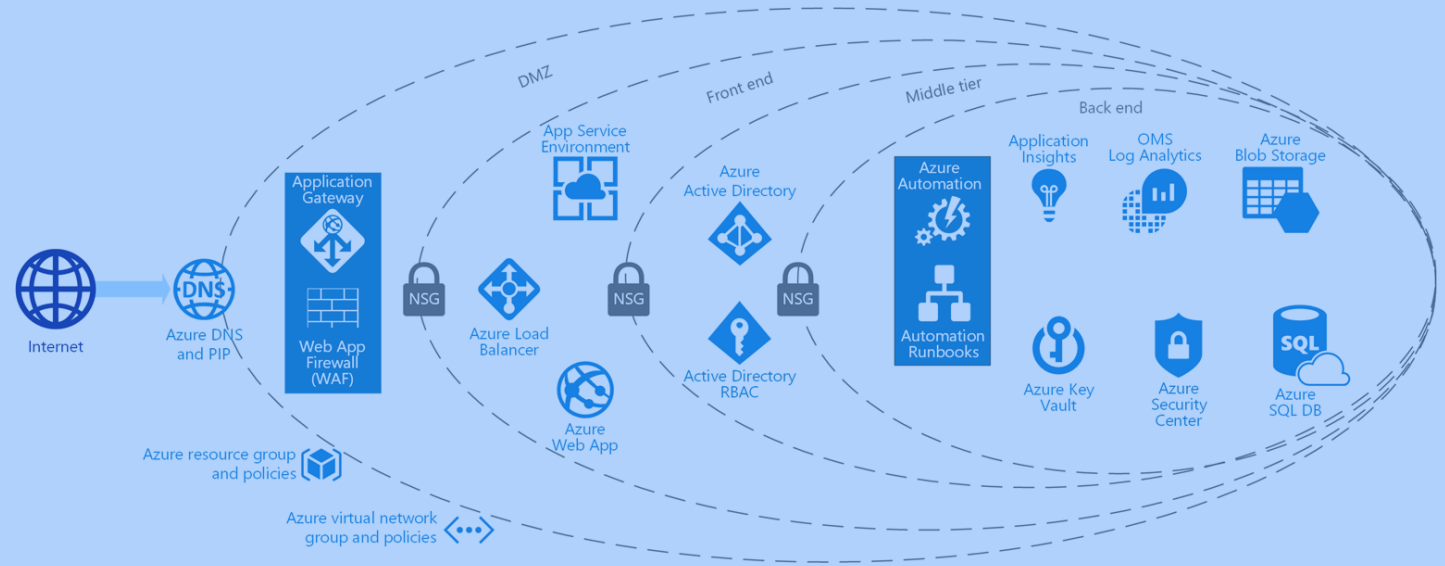 DMZ
Front end
Middle tier
Back end
App Service
Environment
Application
Insights
OMS
Log Analytics
Azure
Blob Storage
Application
Gateway
Azure
Active Directory
Azure
Automation
DNS
NSG
NSG
NSG
Internet
Azure DNS
and PIP
Web App
Firewall
(WAF)
Azure Load
Balancer
Automation
Runbooks
SQL
Active Directory
RBAC
Azure Key
Vault
Azure
Security
Center
Azure
SQL DB
Azure
Web App
Azure resource group
and policies
Azure virtual network
group and policies